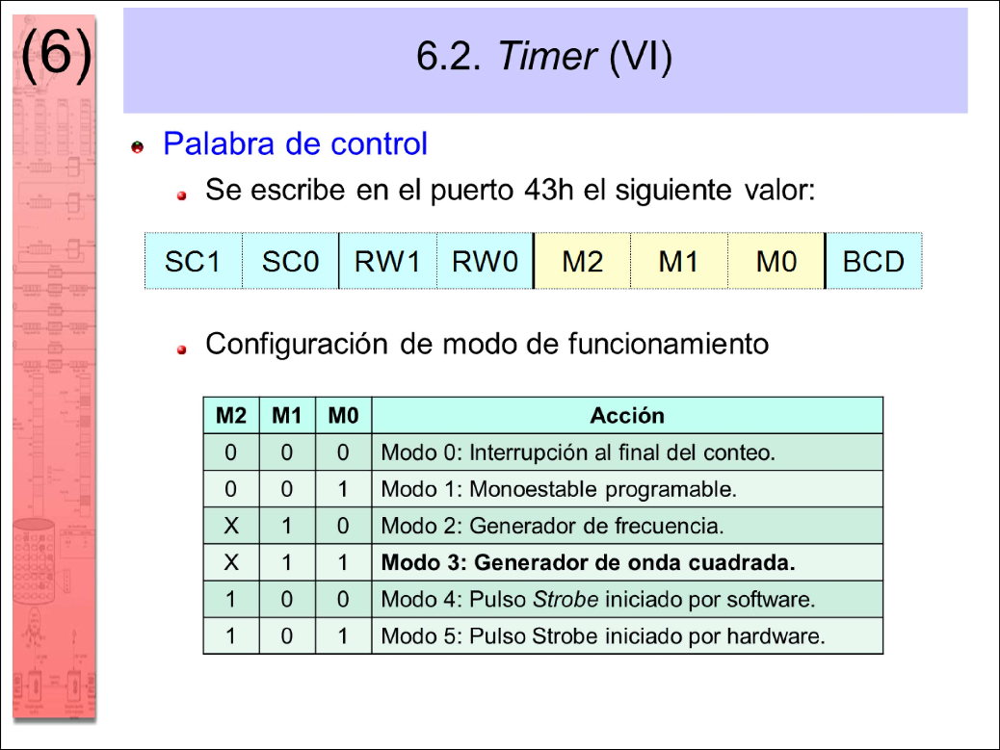 (6)
6.2. Timer (VI)
Palabra de control
Se escribe en el puerto 43h el siguiente valor:
SC1 SC0 RW1 RW0 M2 M1 M0 BCD
Configuración de modo de funcionamiento
M2 M1 M0 Acción
0 0 0 Modo 0: Interrupción al final del conteo.
0 0 1 Modo 1: Monoestable programable.
X 1 0 Modo 2: Generador de frecuencia.
X 1 1 Modo 3: Generador de onda cuadrada.
1 0 0 Modo 4: Pulso Strobe iniciado por software.
1 0 1 Modo 5: Pulso Strobe iniciado por hardware.